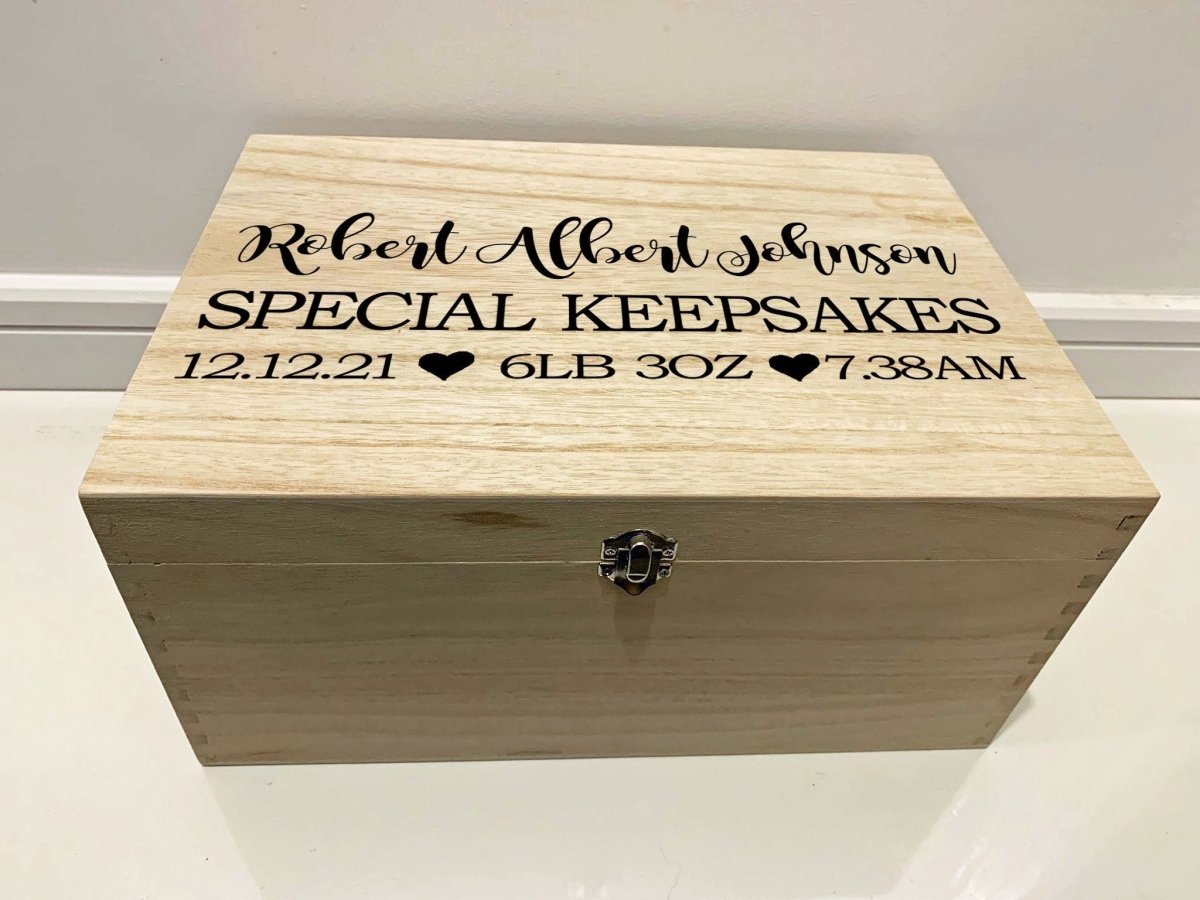 Robert Albert Johnson
SPECIAL KEEPSAKES
12.12.21 ♥ 6LB 3OZ ♥ 7.38AM